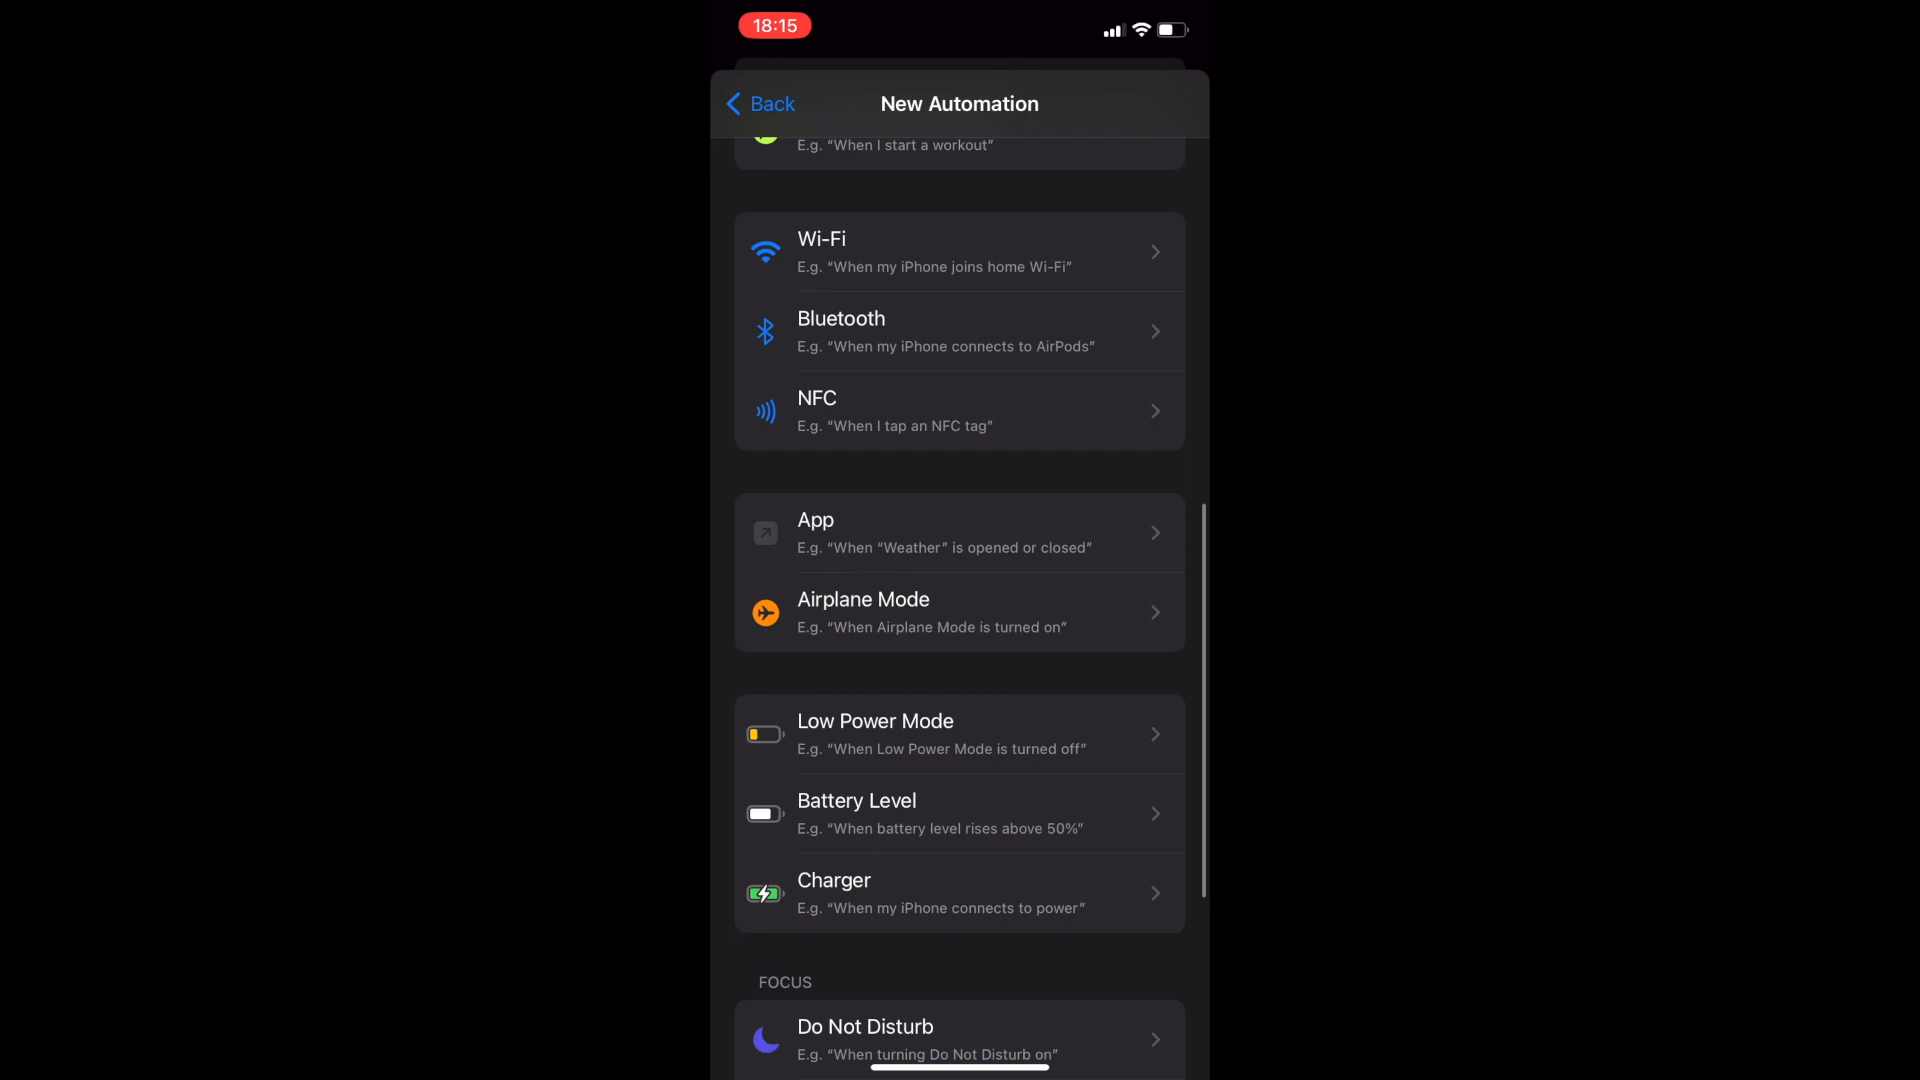 18:15
Back
New Automation
E.g. “When I start a workout”
Wi-Fi
E.g. “When my iPhone joins home Wi-Fi”
Bluetooth
E.g. “When my iPhone connects to AirPods”
NFC
E.g. “When I tap an NFC tag”
App
E.g. “When “Weather” is opened or closed”
Airplane Mode
E.g. “When Airplane Mode is turned on”
Low Power Mode
E.g. “When Low Power Mode is turned off”
Battery Level
E.g. “When battery level rises above 50%”
Charger
E.g. “When my iPhone connects to power”
FOCUS
Do Not Disturb
E.g. “When turning Do Not Disturb on”